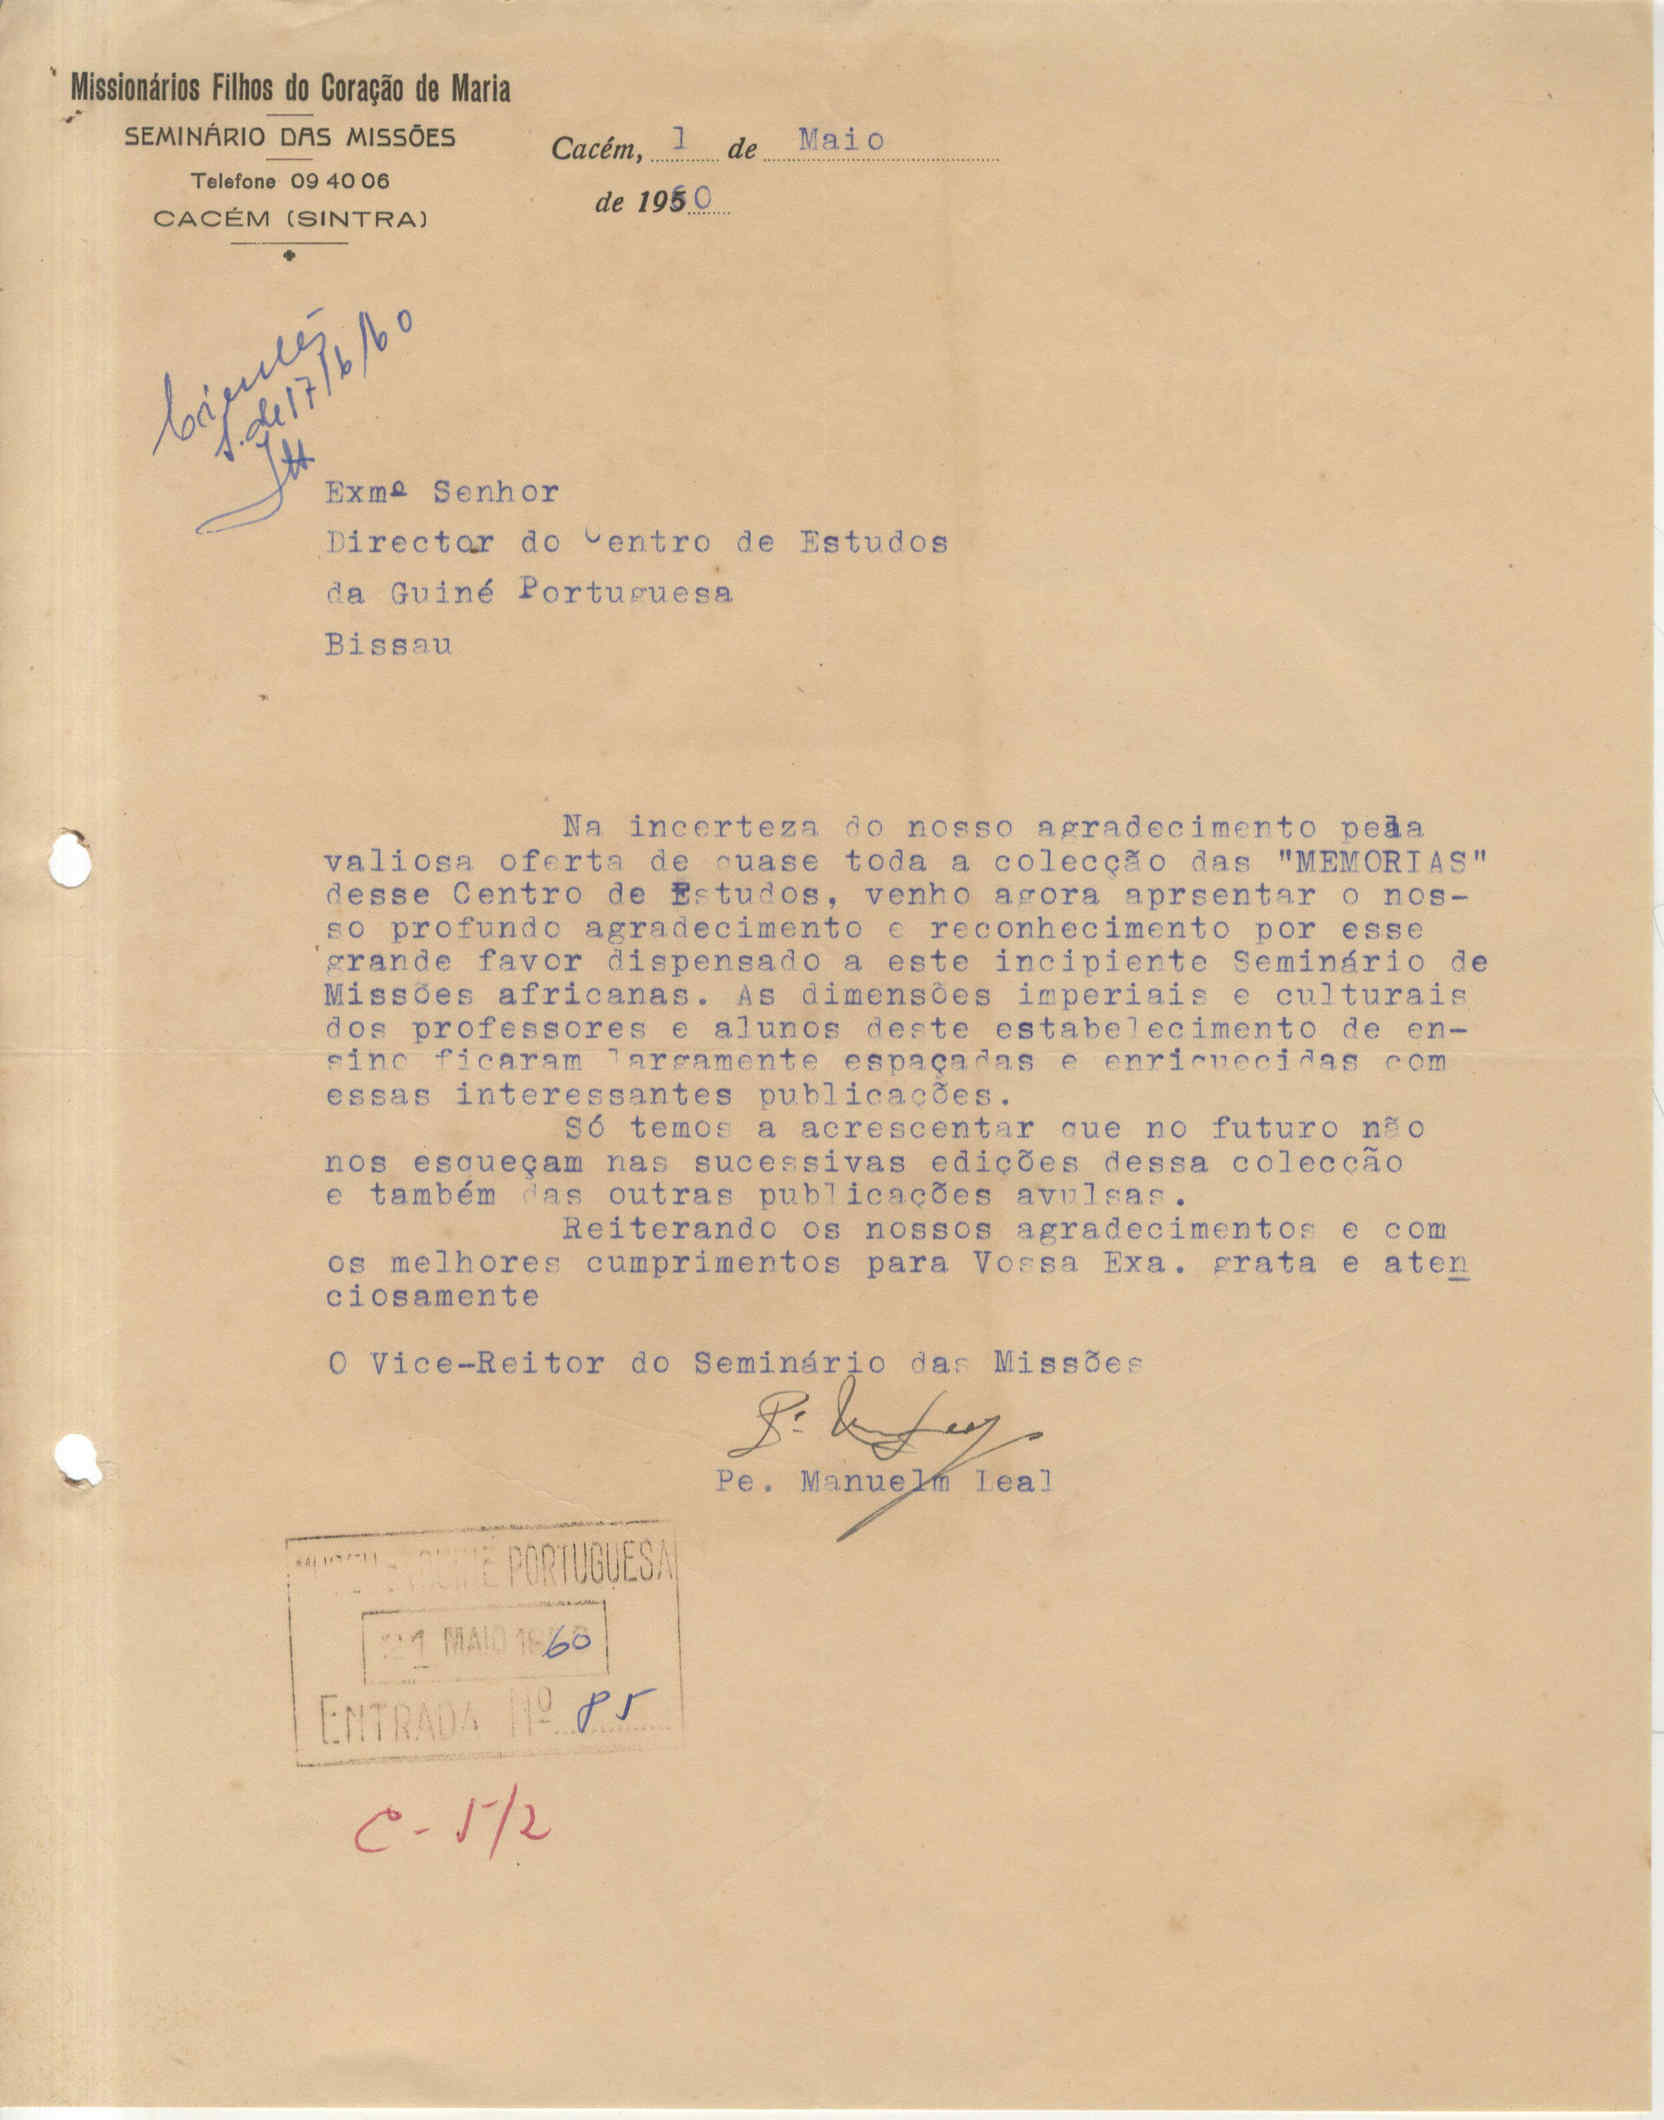 Missionários Filhos do Coração de Maria
SEMINÁRIO DAS MISSÕES
Telefone 09 40 06
CACÉM (SINTRA)
Cacém, 1 de Maio
de 1960
S. de 17/6/60
Exmº Senhor
Director do Centro de Estudos
da Guiné Portuguesa
Bissau
Na incerteza do nosso agradecimento pela
valiosa oferta de quase toda a colecção das "MEMORIAS"
desse Centro de Estudos, venho agora aprsentar o nos-
so profundo agradecimento e reconhecimento por esse
grande favor dispensado a este incipiente Seminário de
Missões africanas. As dimensões imperiais e culturais
dos professores e alunos deste estabelecimento de en-
sino ficaram largamente espaçadas e enriquecidas com
essas interessantes publicações.
Só temos a acrescentar que no futuro não
nos esqueçam nas sucessivas edições dessa colecção
e também das outras publicações avulsas.
Reiterando os nossos agradecimentos e com
os melhores cumprimentos para Vossa Exa. grata e aten
ciosamente
O Vice-Reitor do Seminário das Missões
Pe. Manuelm Leal
GUINÉ PORTUGUESA
21 MAIO 1960
ENTRADA Nº 85
C-5/2